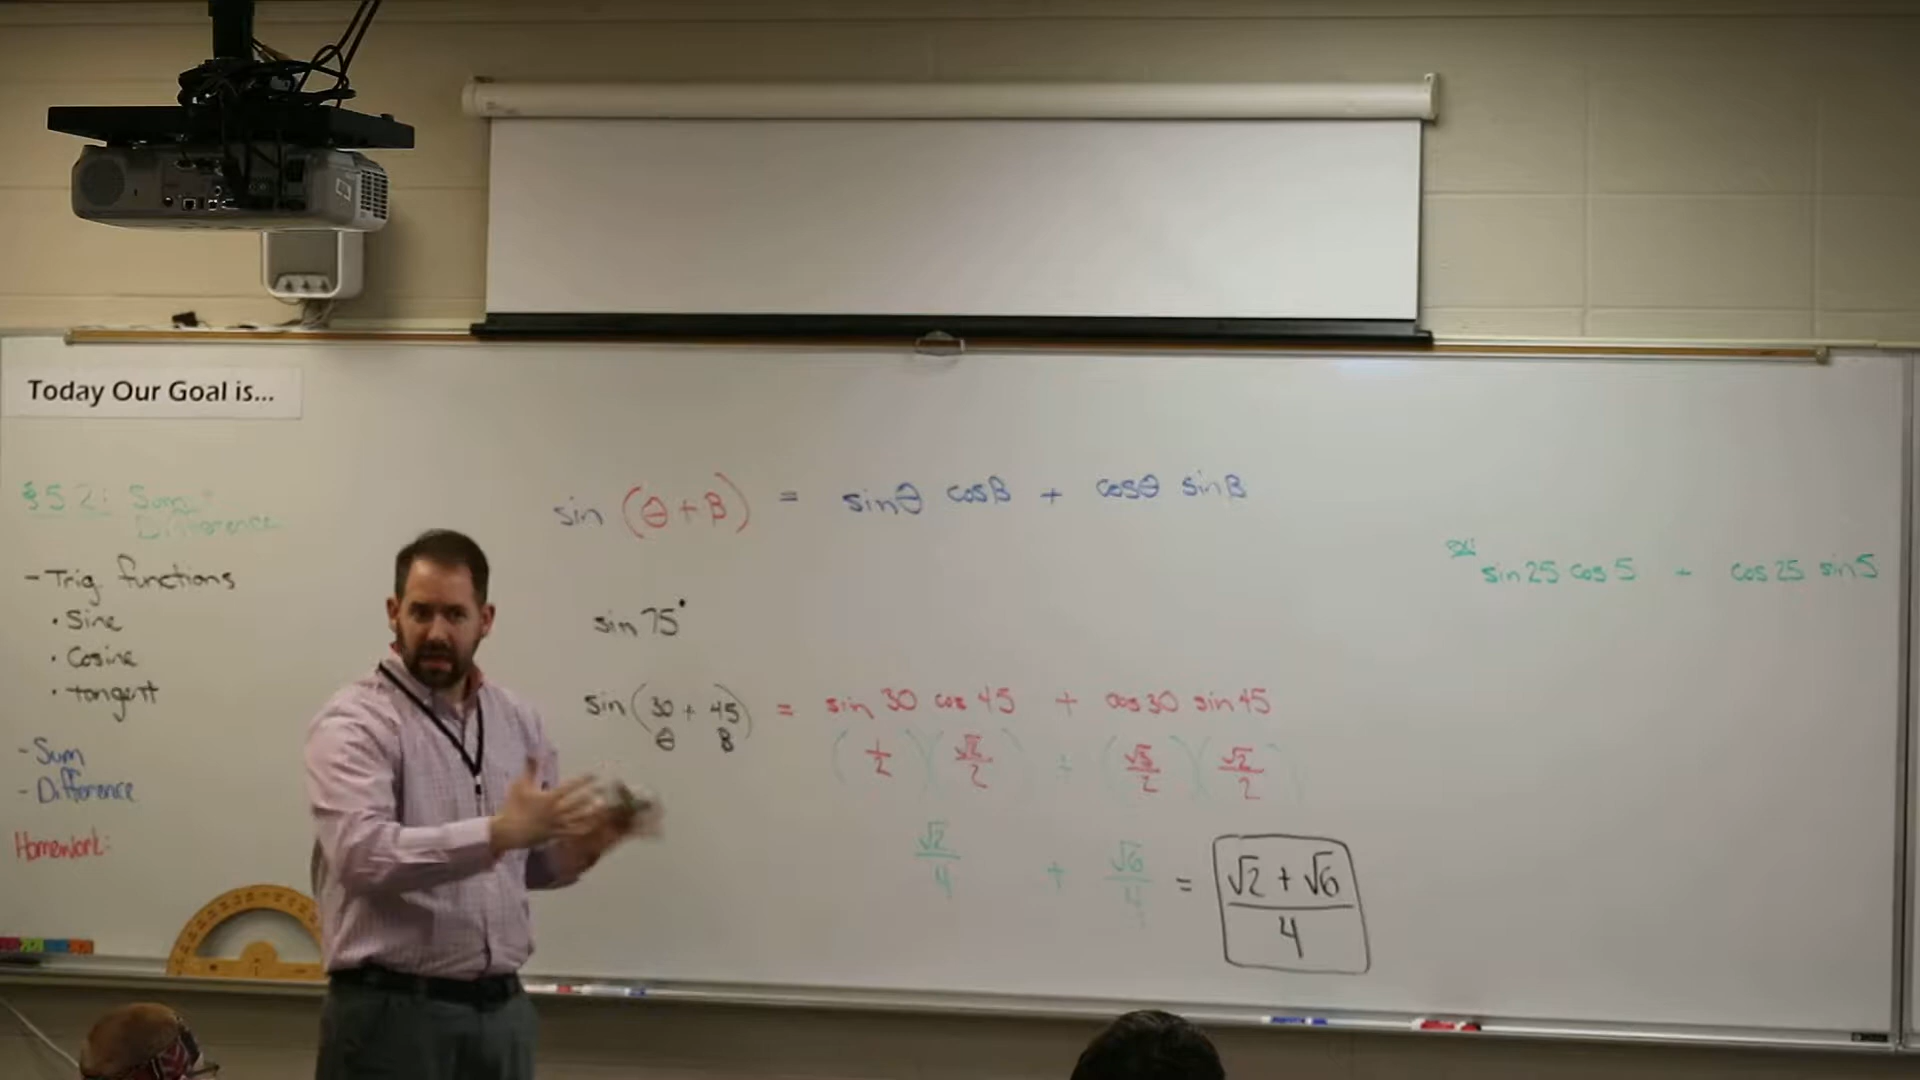 Today Our Goal is...
§5.2: Sum
Difference
- Trig functions
• Sine
• Cosine
• tangent
- Sum
- Difference
Homework:
sin (θ + β) = sinθ cosβ + cosθ sinβ
sin 75°
sin (30 + 45) = sin 30 cos 45 + cos 30 sin 45
θ β
(1/2)(√2/2) + (√3/2)(√2/2)
√2/4 + √6/4 = √2 + √6/4
ex:
sin 25 cos 5 + cos 25 sin 5